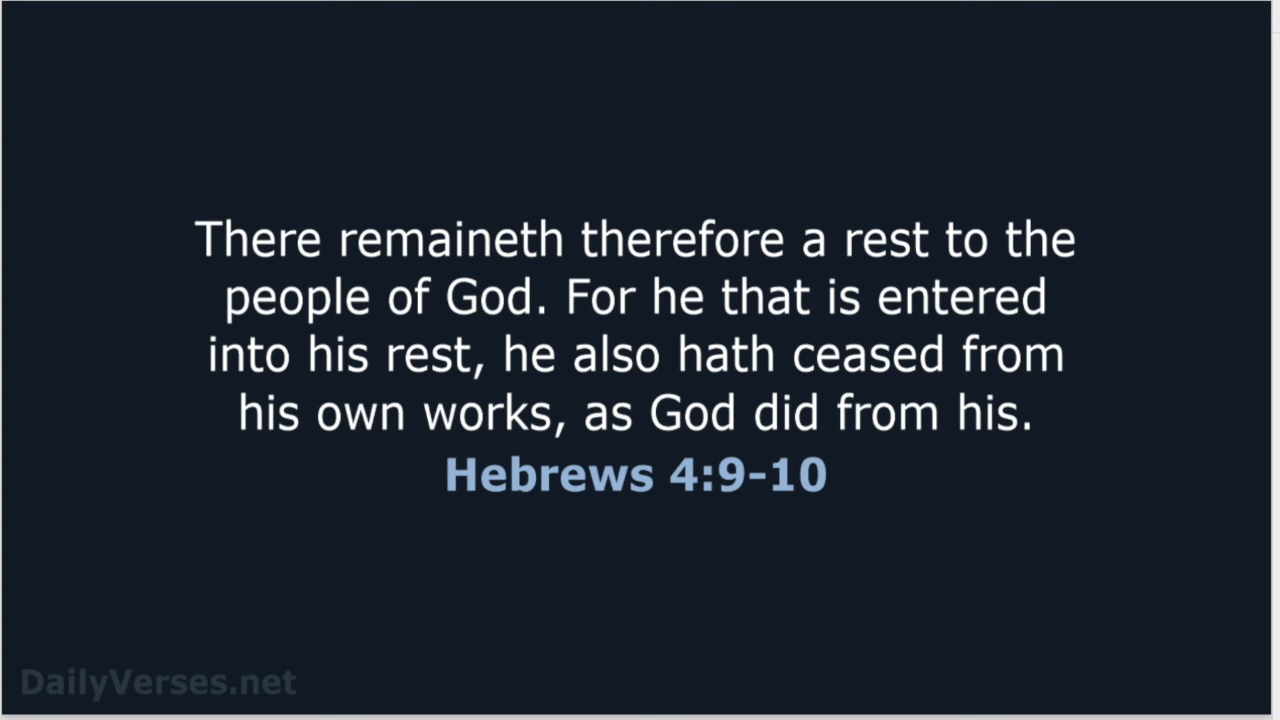 There remaineth therefore a rest to the
people of God. For he that is entered
into his rest, he also hath ceased from
his own works, as God did from his.
Hebrews 4:9-10
DailyVerses.net